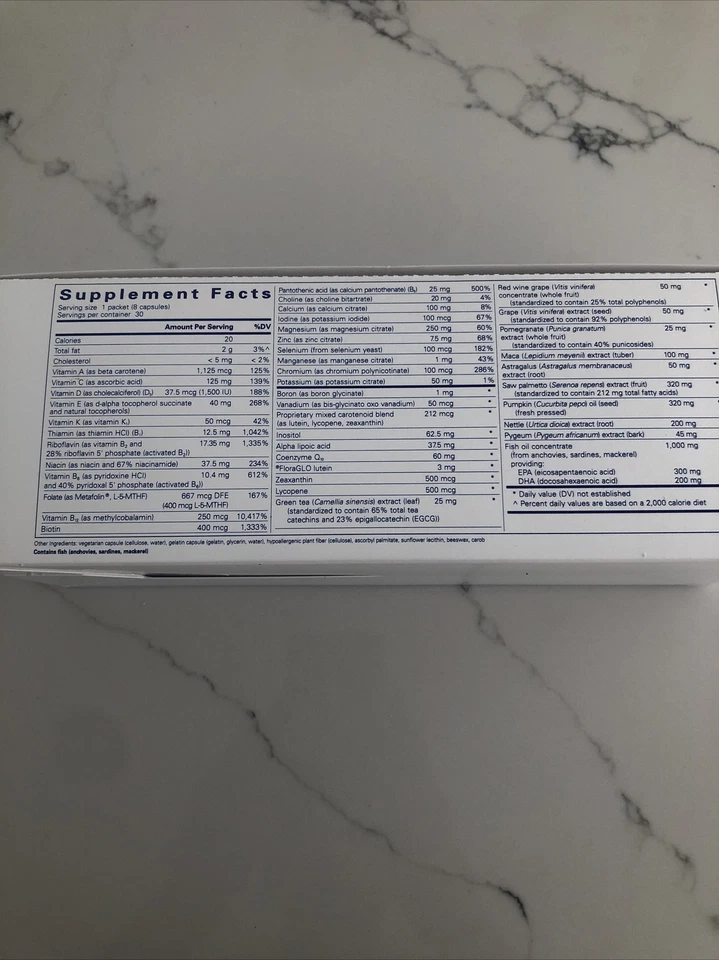 Supplement Facts
Serving size 1 packet (8 capsules)
Servings per container 30
Amount Per Serving %DV
Calories 20
Total fat 2 g 3%^
Cholesterol < 5 mg < 2%
Vitamin A (as beta carotene) 1,125 mcg 125%
Vitamin C (as ascorbic acid) 125 mg 139%
Vitamin D (as cholecalciferol) (D₃) 37.5 mcg (1,500 IU) 188%
Vitamin E (as d-alpha tocopherol succinate 40 mg 268%
and natural tocopherols)
Vitamin K (as vitamin K₁) 50 mcg 42%
Thiamin (as thiamin HCl) (B₁) 12.5 mg 1,042%
Riboflavin (as vitamin B₂ and 17.35 mg 1,335%
28% riboflavin 5' phosphate (activated B₂))
Niacin (as niacin and 67% niacinamide) 37.5 mg 234%
Vitamin B₆ (as pyridoxine HCl) 10.4 mg 612%
and 40% pyridoxal 5' phosphate (activated B₆))
Folate (as Metafolin®, L-5-MTHF) 667 mcg DFE 167%
(400 mcg L-5-MTHF)
Vitamin B₁₂ (as methylcobalamin) 250 mcg 10,417%
Biotin 400 mcg 1,333%
Pantothenic acid (as calcium pantothenate) (B₅) 25 mg 500%
Choline (as choline bitartrate) 20 mg 4%
Calcium (as calcium citrate) 100 mg 8%
Iodine (as potassium iodide) 100 mcg 67%
Magnesium (as magnesium citrate) 250 mg 60%
Zinc (as zinc citrate) 7.5 mg 68%
Selenium (from selenium yeast) 100 mcg 182%
Manganese (as manganese citrate) 1 mg 43%
Chromium (as chromium polynicotinate) 100 mcg 286%
Potassium (as potassium citrate) 50 mg 1%
Boron (as boron glycinate) 1 mg *
Vanadium (as bis-glycinato oxo vanadium) 50 mcg *
Proprietary mixed carotenoid blend 212 mcg *
(as lutein, lycopene, zeaxanthin)
Inositol 62.5 mg *
Alpha lipoic acid 37.5 mg *
Coenzyme Q₁₀ 60 mg *
®FloraGLO lutein 3 mg *
Zeaxanthin 500 mcg *
Lycopene 500 mcg *
Green tea (Camellia sinensis) extract (leaf) 25 mg *
(standardized to contain 65% total tea
catechins and 23% epigallocatechin (EGCG))
Red wine grape (Vitis vinifera) 50 mg *
concentrate (whole fruit)
(standardized to contain 25% total polyphenols)
Grape (Vitis vinifera) extract (seed) 50 mg *
(standardized to contain 92% polyphenols)
Pomegranate (Punica granatum) 25 mg *
extract (whole fruit)
(standardized to contain 40% punicosides)
Maca (Lepidium meyenii) extract (tuber) 100 mg *
Astragalus (Astragalus membranaceus) 50 mg *
extract (root)
Saw palmetto (Serenoa repens) extract (fruit) 320 mg
(standardized to contain 212 mg total fatty acids)
Pumpkin (Cucurbita pepo) oil (seed) 320 mg
(fresh pressed)
Nettle (Urtica dioica) extract (root) 200 mg
Pygeum (Pygeum africanum) extract (bark) 45 mg
Fish oil concentrate 1,000 mg
(from anchovies, sardines, mackerel)
providing:
EPA (eicosapentaenoic acid) 300 mg
DHA (docosahexaenoic acid) 200 mg
* Daily value (DV) not established
^ Percent daily values are based on a 2,000 calorie diet
Other Ingredients: vegetarian capsule (cellulose, water), gelatin capsule (gelatin, glycerin, water), hypoallergenic plant fiber (cellulose), ascorbyl palmitate, sunflower lecithin, beeswax, carob
Contains fish (anchovies, sardines, mackerel)